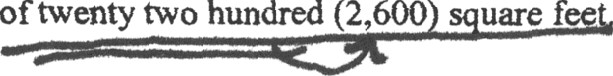 of twenty two hundred (2,600) square feet.